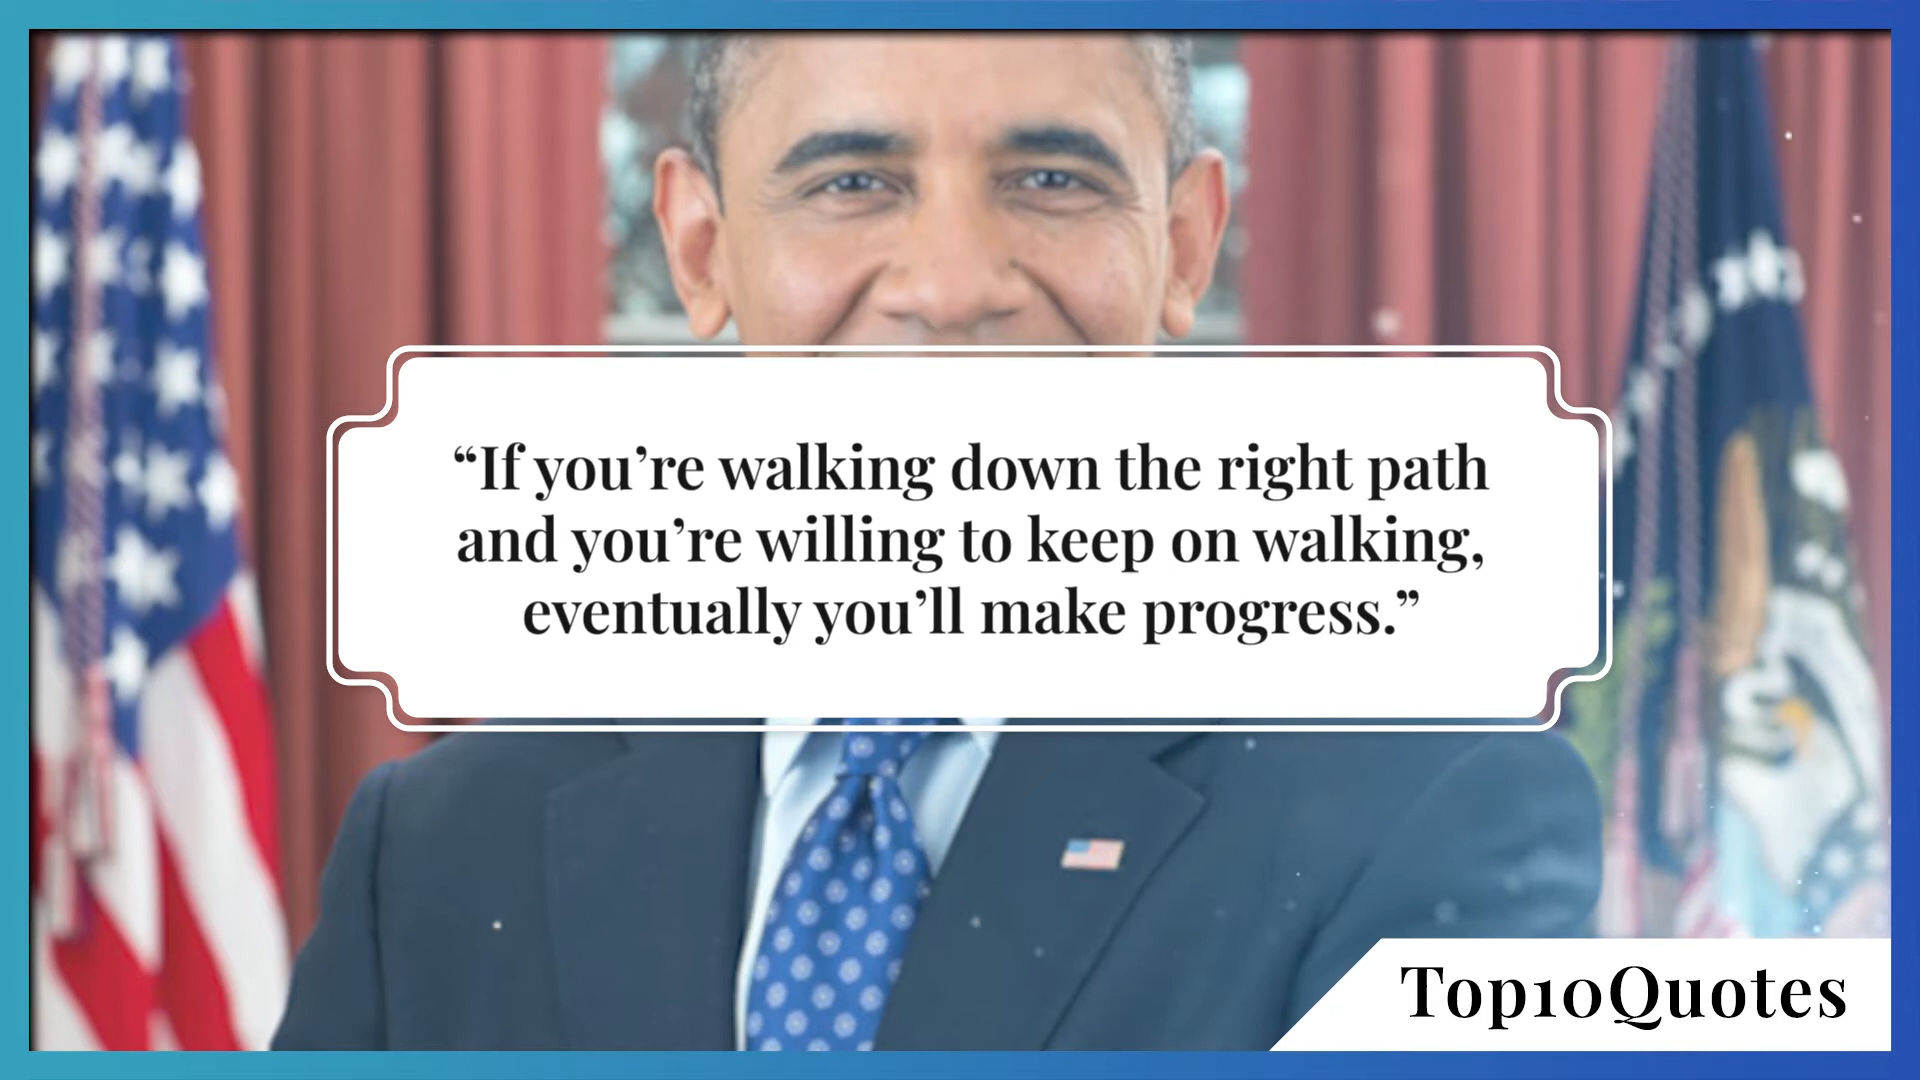 “If you’re walking down the right path
and you’re willing to keep on walking,
eventually you’ll make progress.”
Top10Quotes